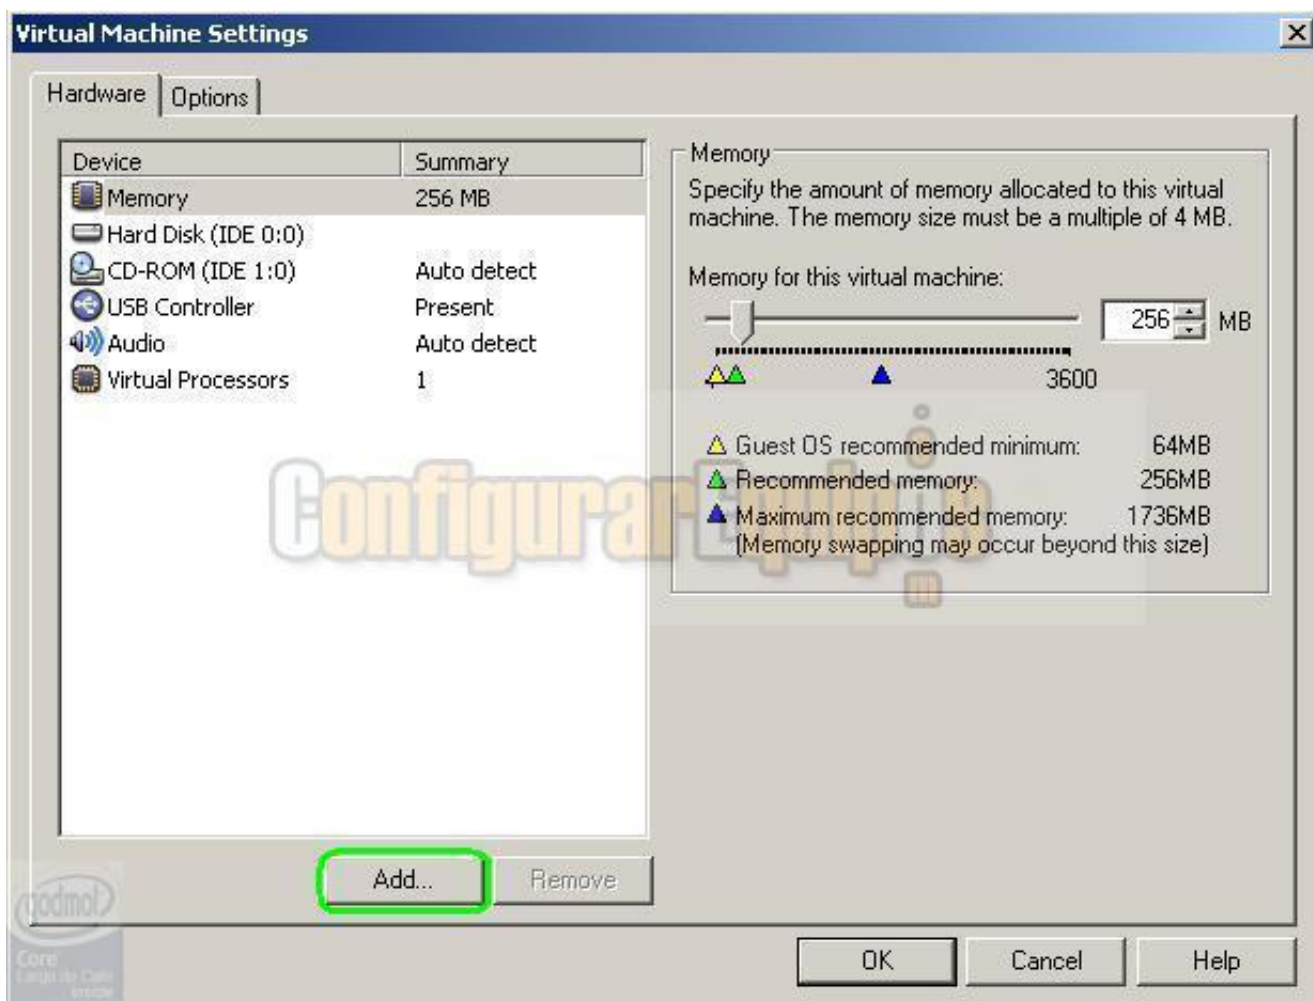 Virtual Machine Settings
Hardware Options
Device Summary
Memory 256 MB
Hard Disk (IDE 0:0)
CD-ROM (IDE 1:0) Auto detect
USB Controller Present
Audio Auto detect
Virtual Processors 1
Add... Remove
Memory
Specify the amount of memory allocated to this virtual
machine. The memory size must be a multiple of 4 MB.
Memory for this virtual machine:
256 MB
3600
Guest OS recommended minimum: 64MB
Recommended memory: 256MB
Maximum recommended memory: 1736MB
(Memory swapping may occur beyond this size)
ConfigurarEquipos
godmol
Core
OK Cancel Help